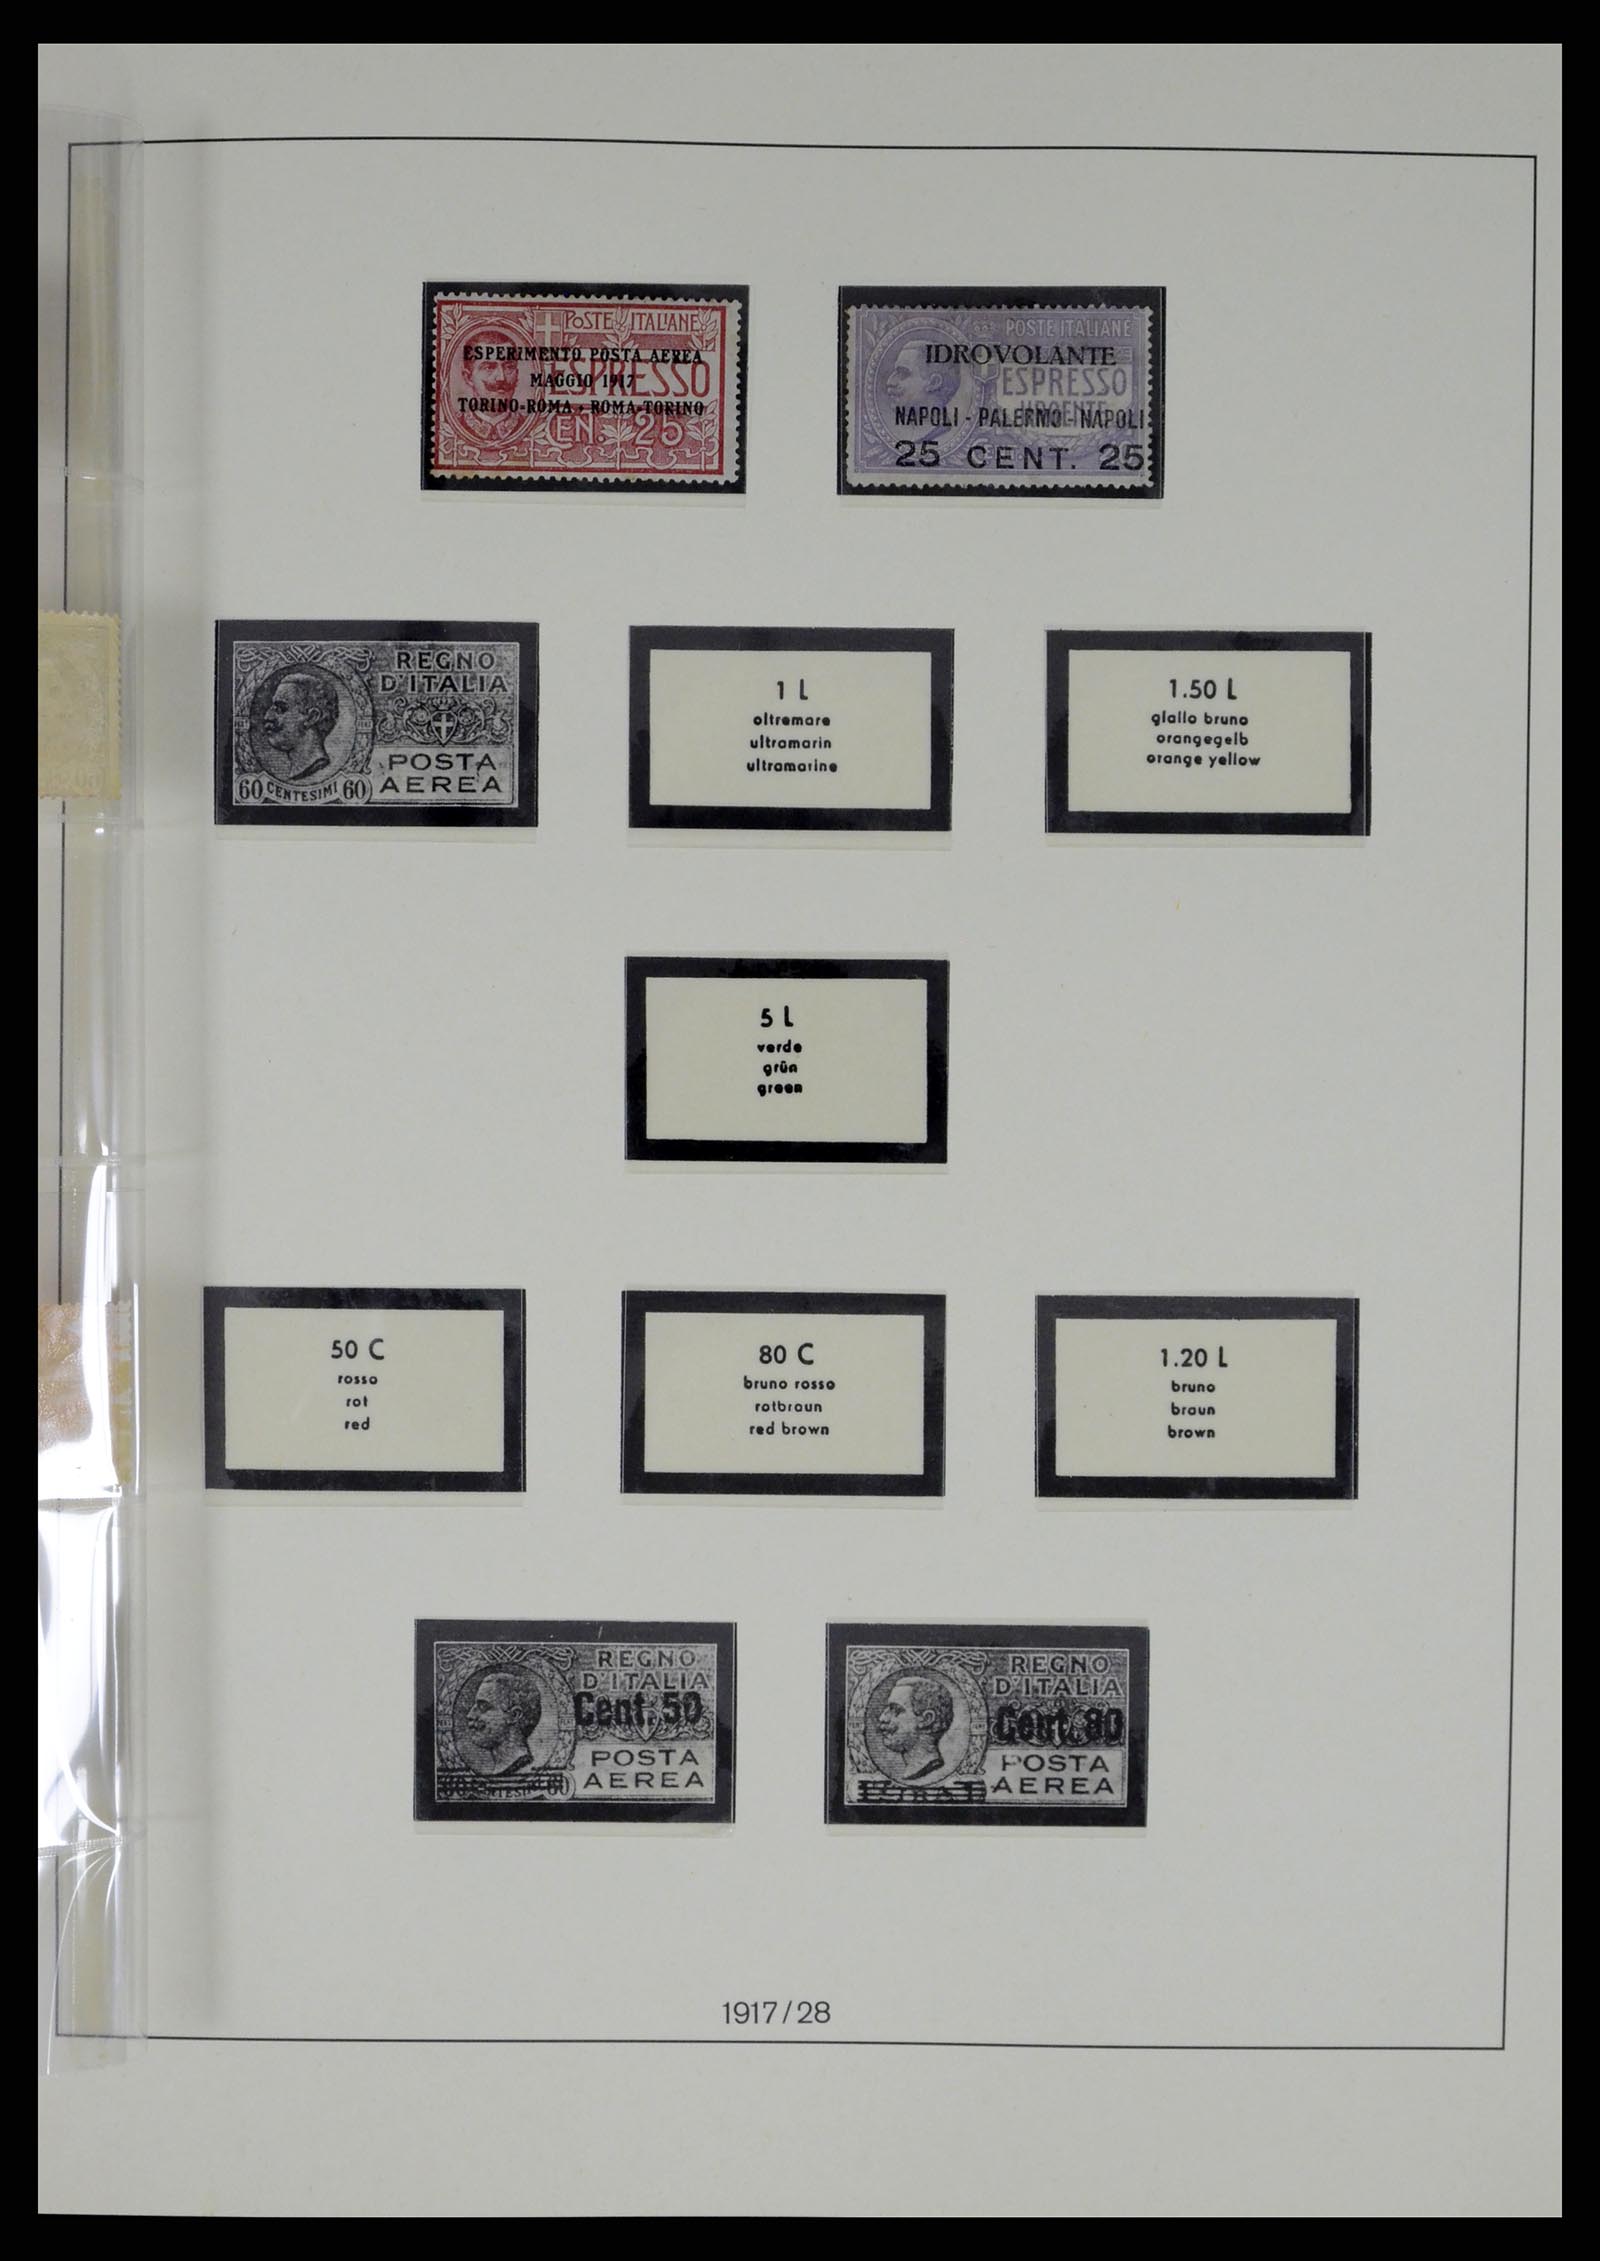 POSTE ITALIANE
ESPRESSO
ESPERIMENTO POSTA AEREA
MAGGIO 1917
TORINO-ROMA • ROMA-TORINO
CEN. 25
POSTE ITALIANE
IDROVOLANTE
ESPRESSO
URGENTE
NAPOLI - PALERMO - NAPOLI
25 CENT. 25
REGNO
D'ITALIA
POSTA
AEREA
60 CENTESIMI 60
1 L
oltremare
ultramarin
ultramarine
1.50 L
giallo bruno
orangegelb
orange yellow
5 L
verde
grün
green
50 C
rosso
rot
red
80 C
bruno rosso
rotbraun
red brown
1.20 L
bruno
braun
brown
REGNO
D'ITALIA
Cent. 50
POSTA
AEREA
REGNO
D'ITALIA
Cent. 80
POSTA
AEREA
1917/28